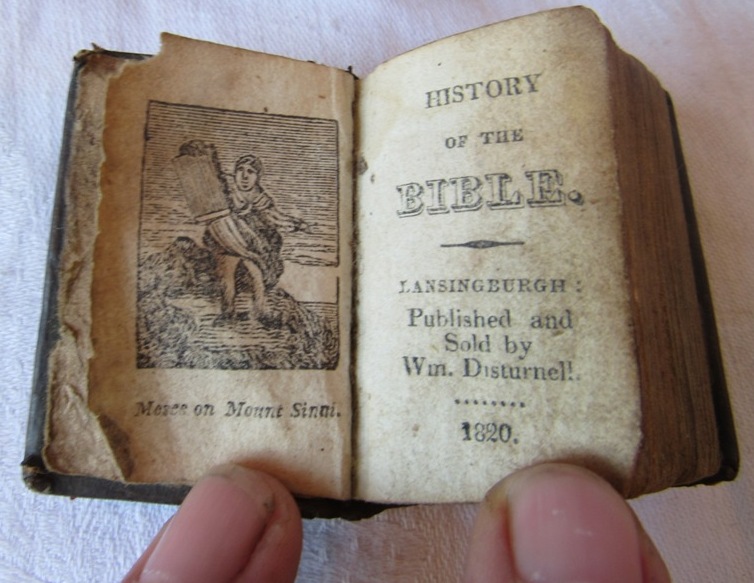 Moses on Mount Sinai.
HISTORY
OF THE
BIBLE.
LANSINGBURGH :
Published and
Sold by
Wm. Disturnell.
1820.